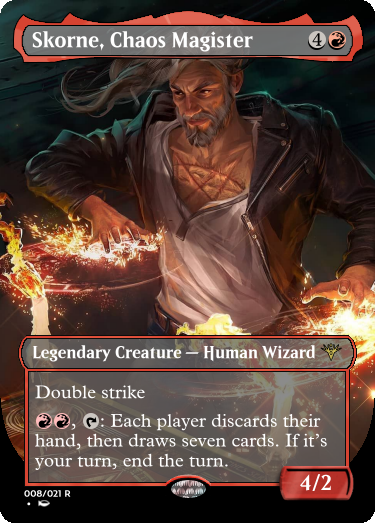 Skorne, Chaos Magister 4
Legendary Creature — Human Wizard
Double strike
, : Each player discards their
hand, then draws seven cards. If it's
your turn, end the turn.
4/2
008/021 R